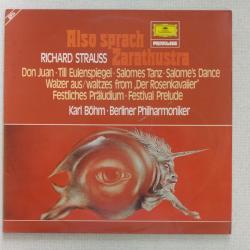 Also sprach
RICHARD STRAUSS Zarathustra
Don Juan · Till Eulenspiegel · Salomes Tanz · Salome's Dance
Walzer aus/waltzes from „Der Rosenkavalier"
Festliches Präludium · Festival Prelude
Karl Böhm · Berliner Philharmoniker